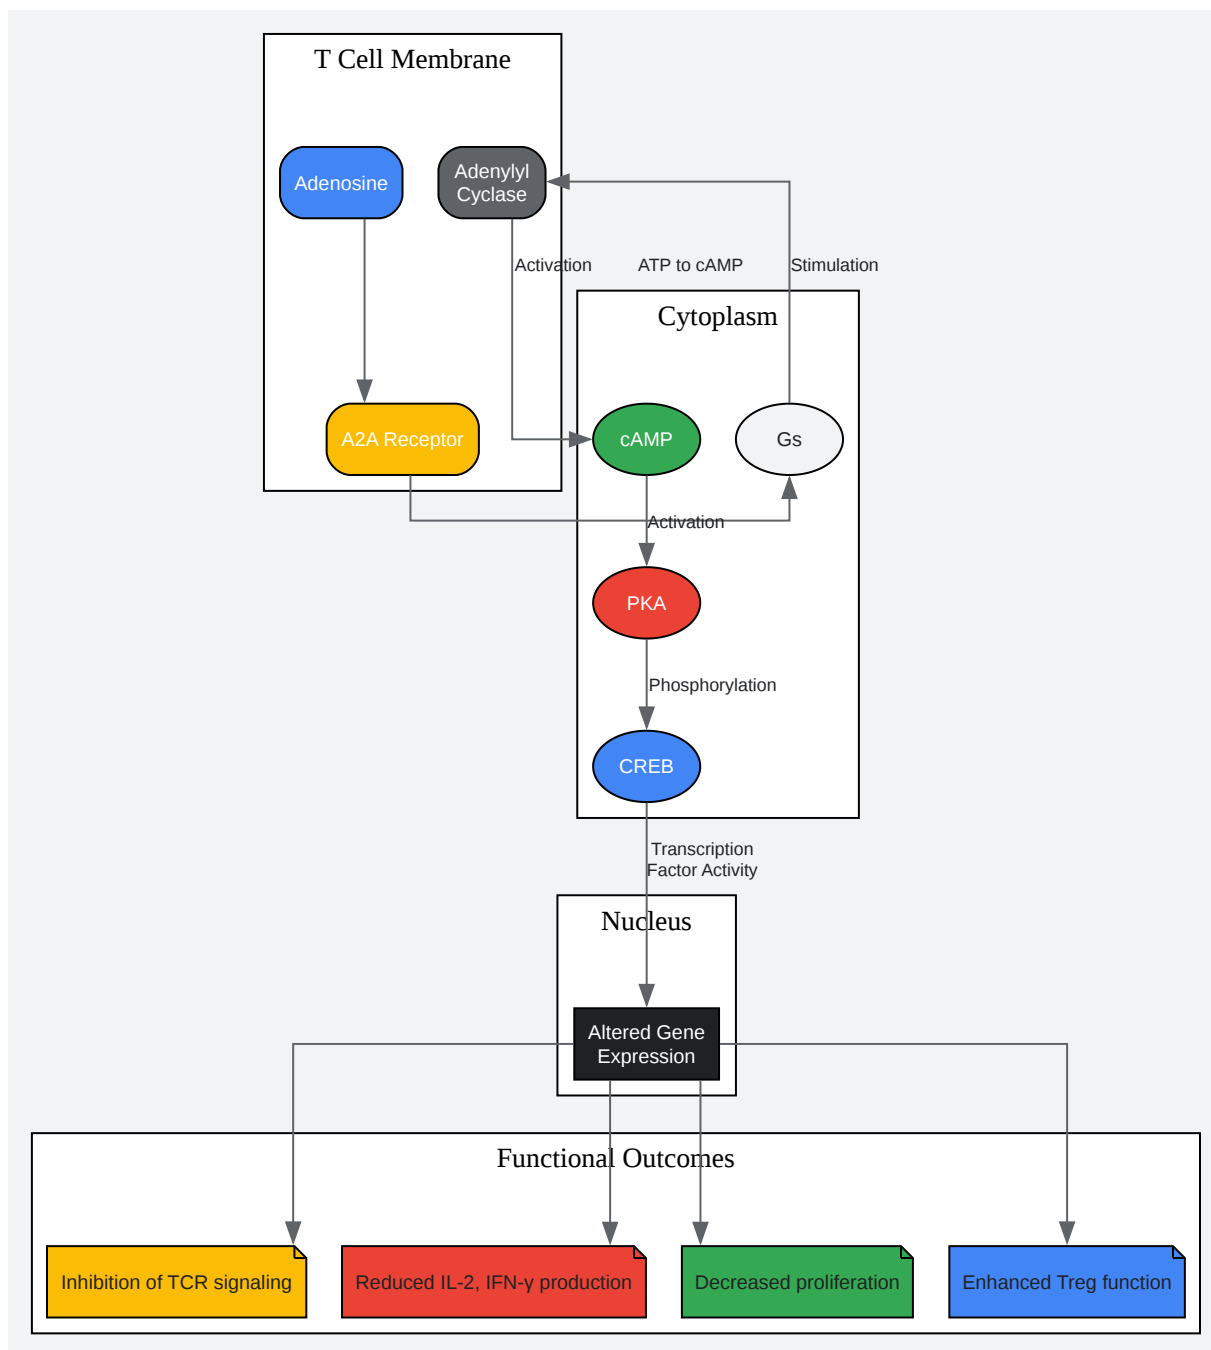 T Cell Membrane
Adenosine
Adenylyl
Cyclase
Activation
ATP to cAMP
Stimulation
Cytoplasm
A2A Receptor
cAMP
Gs
Activation
PKA
Phosphorylation
CREB
Transcription
Factor Activity
Nucleus
Altered Gene
Expression
Functional Outcomes
Inhibition of TCR signaling
Reduced IL-2, IFN-γ production
Decreased proliferation
Enhanced Treg function